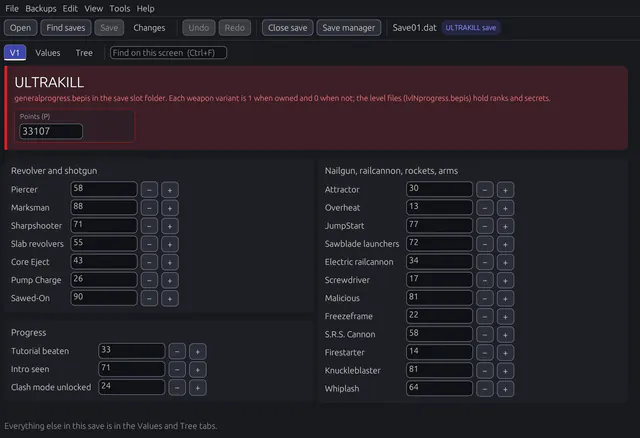 File Backups Edit View Tools Help
Open Find saves Save Changes Undo Redo Close save Save manager Save01.dat ULTRAKILL save
V1 Values Tree Find on this screen (Ctrl+F)
ULTRAKILL
generalprogress.bepis in the save slot folder. Each weapon variant is 1 when owned and 0 when not; the level files (lvlNprogress.bepis) hold ranks and secrets.
Points (P)
33107
Revolver and shotgun
Piercer 58 − +
Marksman 88 − +
Sharpshooter 71 − +
Slab revolvers 55 − +
Core Eject 43 − +
Pump Charge 26 − +
Sawed-On 90 − +
Progress
Tutorial beaten 33 − +
Intro seen 71 − +
Clash mode unlocked 24 − +
Nailgun, railcannon, rockets, arms
Attractor 30 − +
Overheat 13 − +
JumpStart 77 − +
Sawblade launchers 72 − +
Electric railcannon 34 − +
Screwdriver 17 − +
Malicious 81 − +
Freezeframe 22 − +
S.R.S. Cannon 58 − +
Firestarter 14 − +
Knuckleblaster 81 − +
Whiplash 64 − +
Everything else in this save is in the Values and Tree tabs.